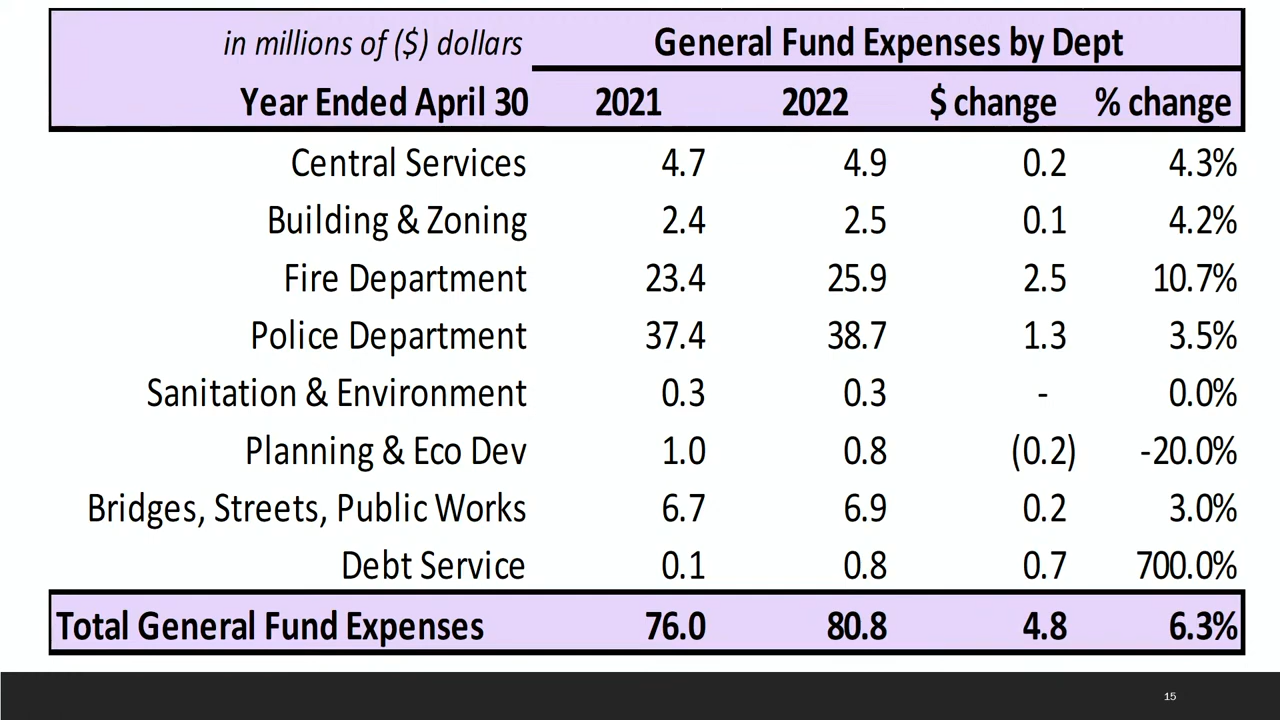 in millions of ($) dollars General Fund Expenses by Dept
Year Ended April 30 2021 2022 $ change % change
Central Services 4.7 4.9 0.2 4.3%
Building & Zoning 2.4 2.5 0.1 4.2%
Fire Department 23.4 25.9 2.5 10.7%
Police Department 37.4 38.7 1.3 3.5%
Sanitation & Environment 0.3 0.3 - 0.0%
Planning & Eco Dev 1.0 0.8 (0.2) -20.0%
Bridges, Streets, Public Works 6.7 6.9 0.2 3.0%
Debt Service 0.1 0.8 0.7 700.0%
Total General Fund Expenses 76.0 80.8 4.8 6.3%
15